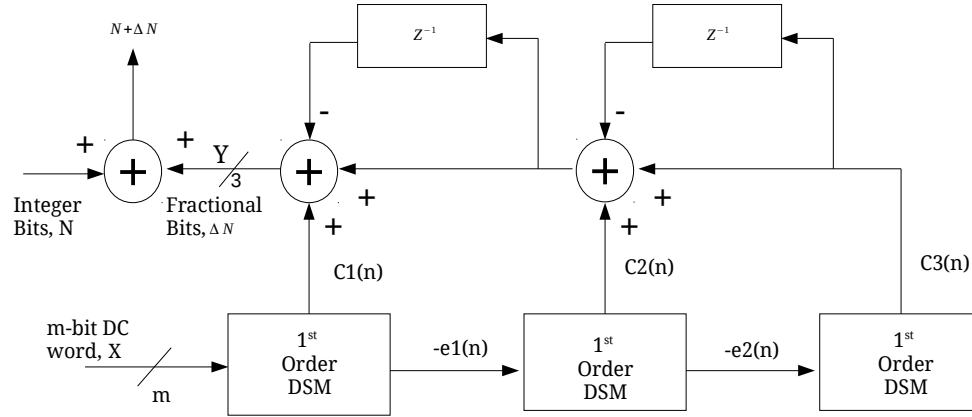 N+ΔN
Z⁻¹
Z⁻¹
-
-
+
+
Y
+
+
+
3
Integer
Bits, N
Fractional
Bits, ΔN
+
+
+
+
C1(n)
C2(n)
C3(n)
m-bit DC
word, X
m
1st
Order
DSM
-e1(n)
1st
Order
DSM
-e2(n)
1st
Order
DSM